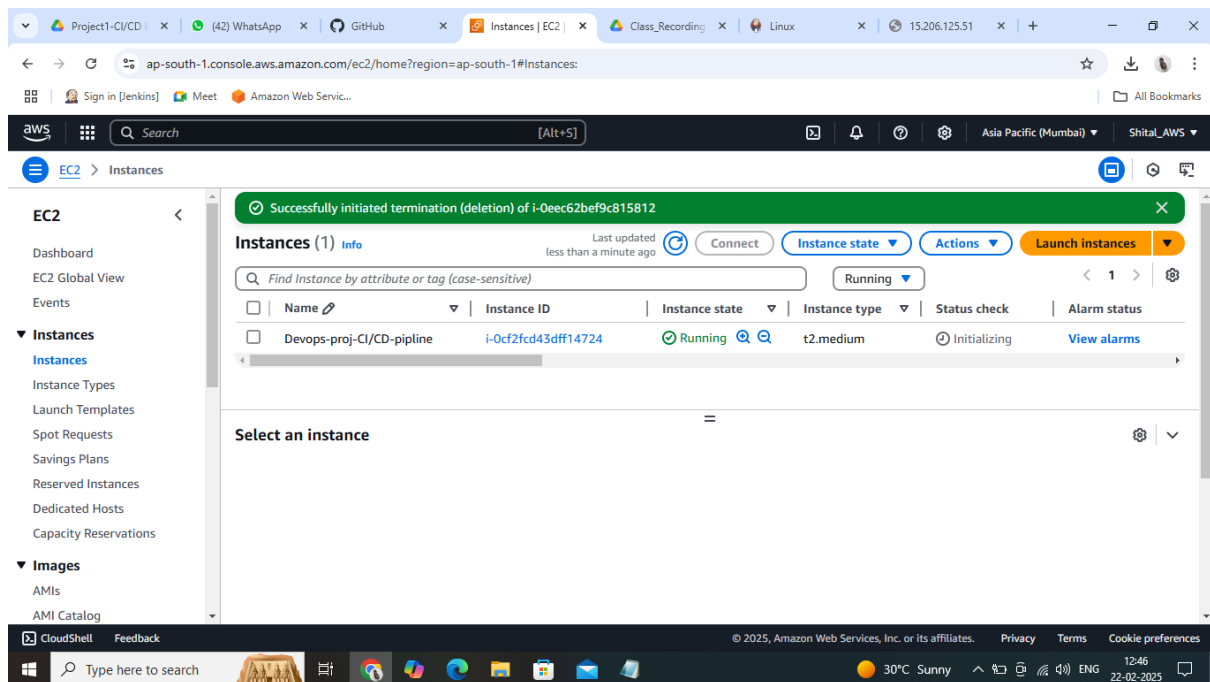 Project1-CI/CD I
(42) WhatsApp
GitHub
Instances | EC2 |
Class_Recording
Linux
15.206.125.51
ap-south-1.console.aws.amazon.com/ec2/home?region=ap-south-1#Instances:
Sign in [Jenkins]
Meet
Amazon Web Servic...
All Bookmarks
aws
Search
[Alt+S]
Asia Pacific (Mumbai)
Shital_AWS
EC2 > Instances
EC2
Dashboard
EC2 Global View
Events
Instances
Instances
Instance Types
Launch Templates
Spot Requests
Savings Plans
Reserved Instances
Dedicated Hosts
Capacity Reservations
Images
AMIs
AMI Catalog
Successfully initiated termination (deletion) of i-0eec62bef9c815812
Instances (1) Info
Last updated
less than a minute ago
Connect
Instance state
Actions
Launch instances
Find Instance by attribute or tag (case-sensitive)
Running
1
Name
Instance ID
Instance state
Instance type
Status check
Alarm status
Devops-proj-CI/CD-pipline
i-0cf2fcd43dff14724
Running
t2.medium
Initializing
View alarms
Select an instance
CloudShell
Feedback
© 2025, Amazon Web Services, Inc. or its affiliates.
Privacy
Terms
Cookie preferences
Type here to search
30°C Sunny
ENG
12:46
22-02-2025